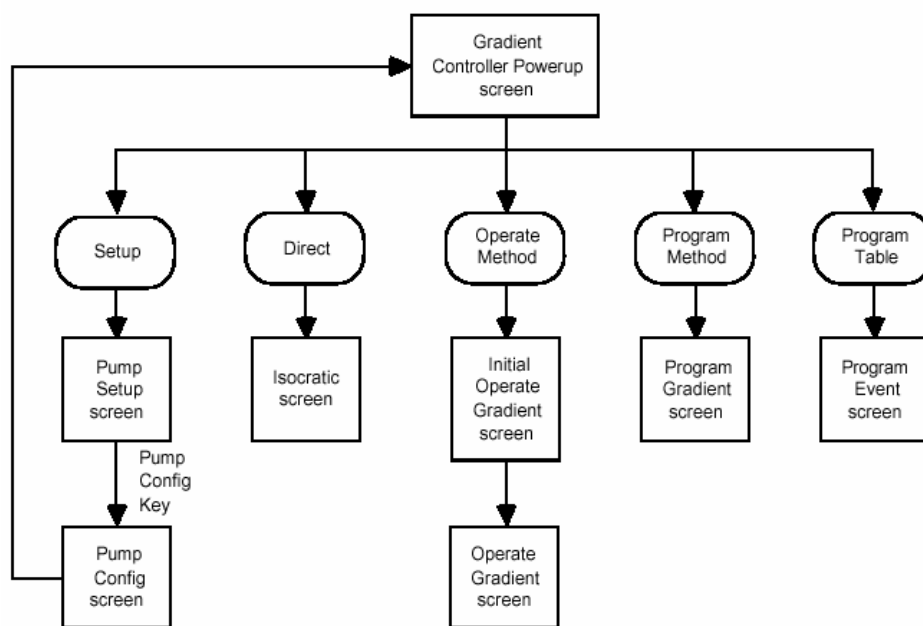 Gradient
Controller Powerup
screen
Setup
Direct
Operate
Method
Program
Method
Program
Table
Pump
Setup
screen
Isocratic
screen
Initial
Operate
Gradient
screen
Program
Gradient
screen
Program
Event
screen
Pump
Config
Key
Pump
Config
screen
Operate
Gradient
screen